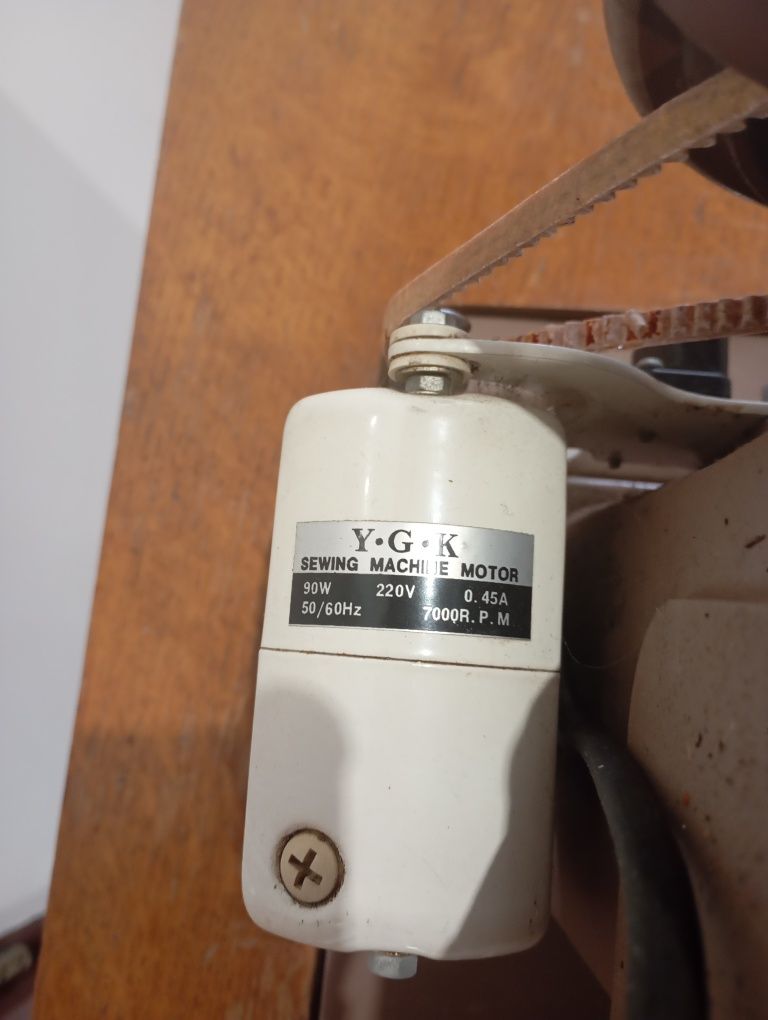 Y·G·K
SEWING MACHINE MOTOR
90W 220V 0.45A
50/60Hz 7000R.P.M